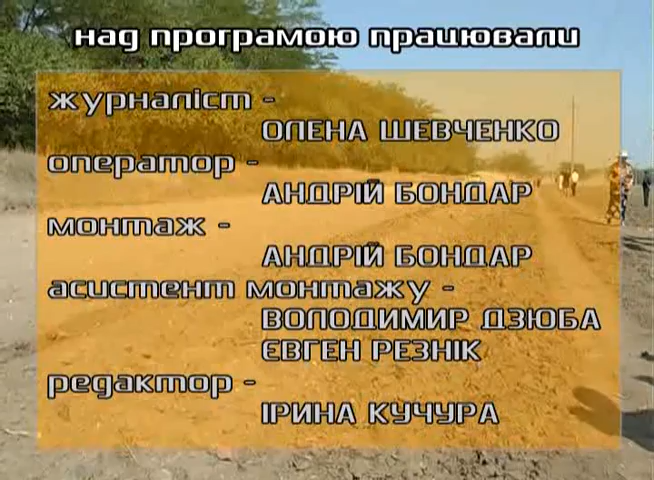 над програмою працювали
журналіст -
ОЛЕНА ШЕВЧЕНКО
оператор -
АНДРІЙ БОНДАР
монтаж -
АНДРІЙ БОНДАР
асистент монтажу -
ВОЛОДИМИР ДЗЮБА
ЄВГЕН РЕЗНІК
редактор -
ІРИНА КУЧУРА